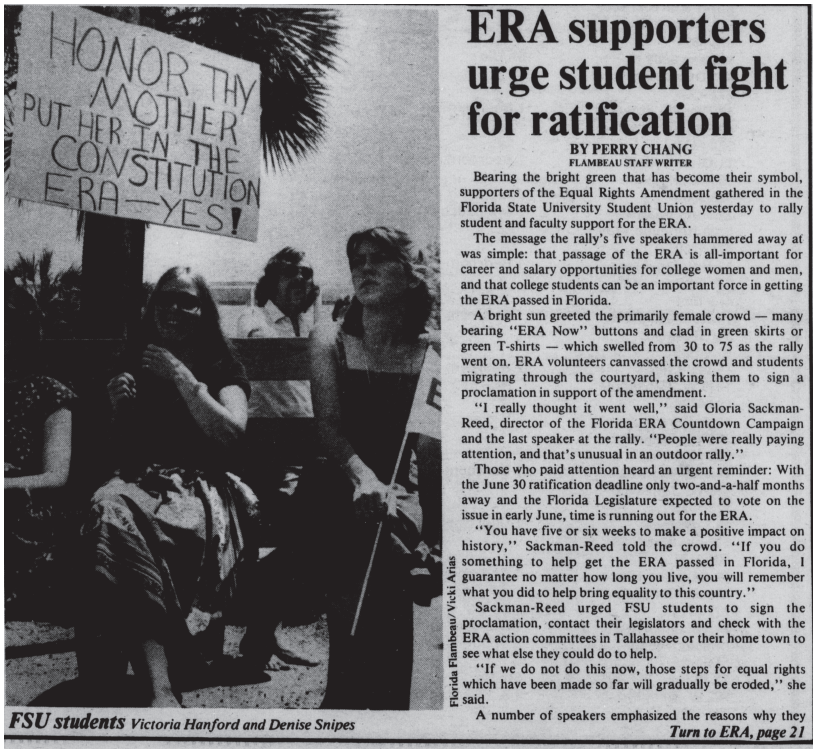 HONOR THY
MOTHER
PUT HER IN THE
CONSTITUTION
ERA—YES!
E
Florida Flambeau/Vicki Arias
FSU students Victoria Hanford and Denise Snipes
ERA supporters
urge student fight
for ratification
BY PERRY CHANG
FLAMBEAU STAFF WRITER
Bearing the bright green that has become their symbol,
supporters of the Equal Rights Amendment gathered in the
Florida State University Student Union yesterday to rally
student and faculty support for the ERA.
The message the rally's five speakers hammered away at
was simple: that passage of the ERA is all-important for
career and salary opportunities for college women and men,
and that college students can be an important force in getting
the ERA passed in Florida.
A bright sun greeted the primarily female crowd — many
bearing "ERA Now" buttons and clad in green skirts or
green T-shirts — which swelled from 30 to 75 as the rally
went on. ERA volunteers canvassed the crowd and students
migrating through the courtyard, asking them to sign a
proclamation in support of the amendment.
"I really thought it went well," said Gloria Sackman-
Reed, director of the Florida ERA Countdown Campaign
and the last speaker at the rally. "People were really paying
attention, and that's unusual in an outdoor rally."
Those who paid attention heard an urgent reminder: With
the June 30 ratification deadline only two-and-a-half months
away and the Florida Legislature expected to vote on the
issue in early June, time is running out for the ERA.
"You have five or six weeks to make a positive impact on
history," Sackman-Reed told the crowd. "If you do
something to help get the ERA passed in Florida, I
guarantee no matter how long you live, you will remember
what you did to help bring equality to this country."
Sackman-Reed urged FSU students to sign the
proclamation, contact their legislators and check with the
ERA action committees in Tallahassee or their home town to
see what else they could do to help.
"If we do not do this now, those steps for equal rights
which have been made so far will gradually be eroded," she
said.
A number of speakers emphasized the reasons why they
Turn to ERA, page 21